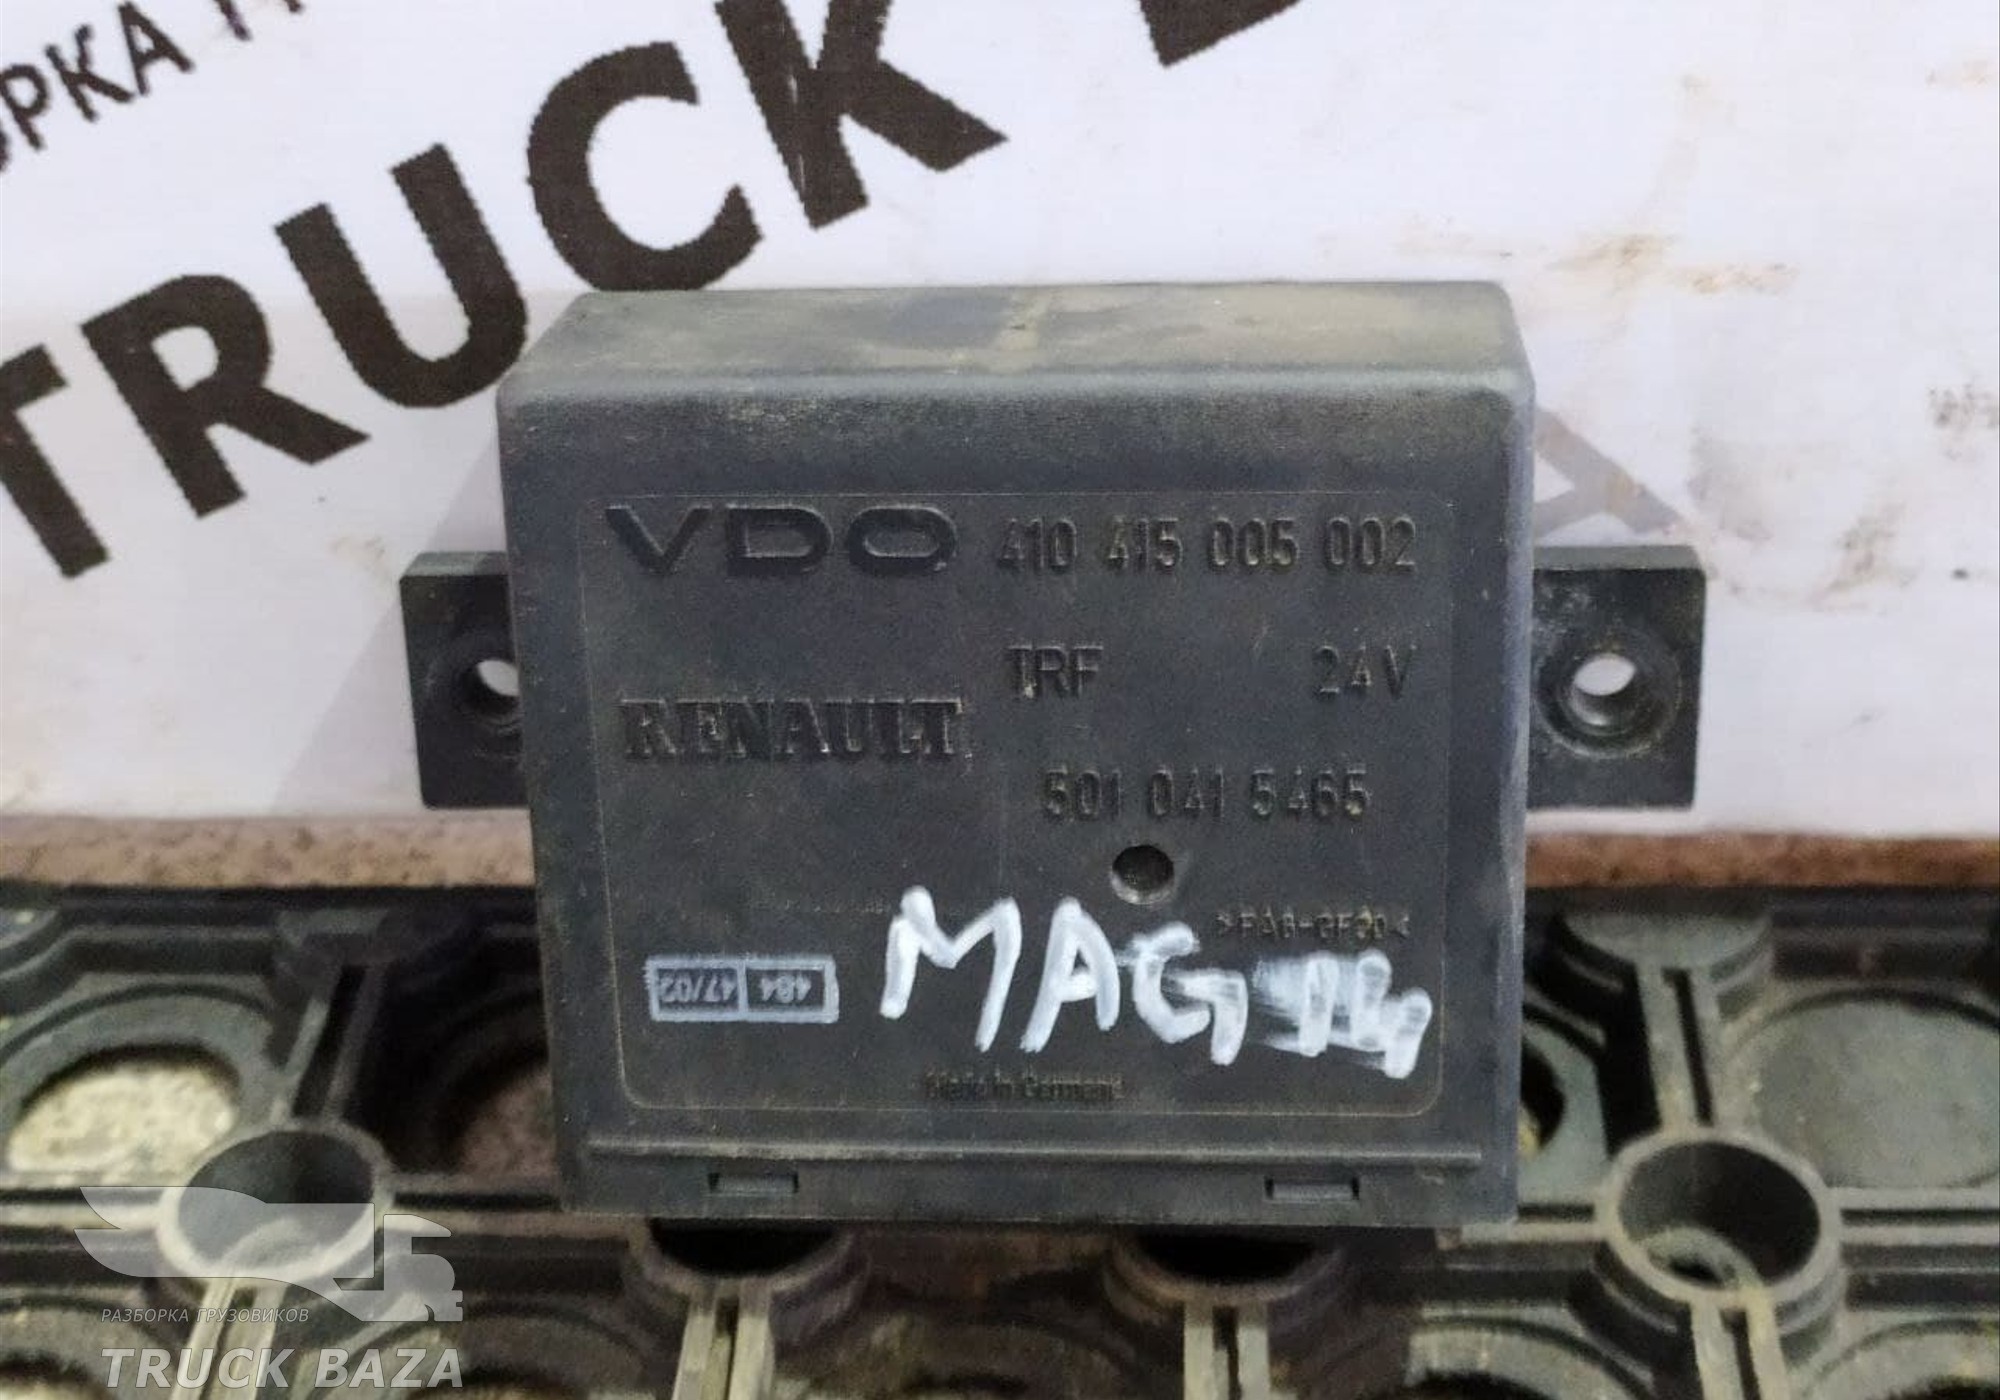 ОРКА
TRUCK
VDO 410 415 005 002
TRF 24V
RENAULT
501 041 5465
>PA6-GF30<
484 47/02
MAG
Made in Germany
РАЗБОРКА ГРУЗОВИКОВ
TRUCK BAZA